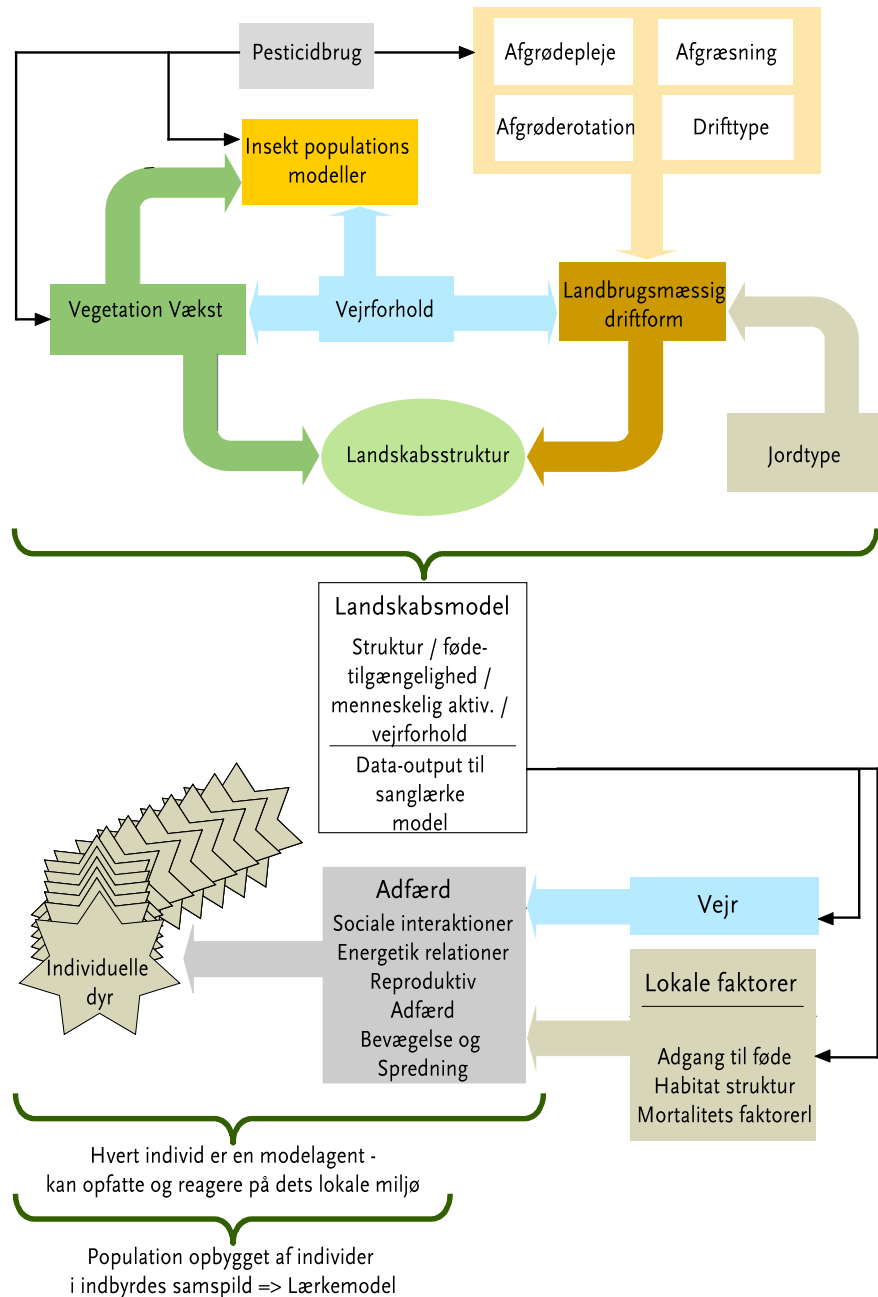 Pesticidbrug
Afgrødepleje
Afgræsning
Afgrøderotation
Drifttype
Insekt populations
modeller
Vegetation Vækst
Vejrforhold
Landbrugsmæssig
driftform
Landskabsstruktur
Jordtype
Landskabsmodel
Struktur / føde-
tilgængelighed /
menneskelig aktiv. /
vejrforhold
Data-output til
sanglærke
model
Adfærd
Sociale interaktioner
Energetik relationer
Reproduktiv
Adfærd
Bevægelse og
Spredning
Vejr
Lokale faktorer
Adgang til føde
Habitat struktur
Mortalitets faktorerl
Individuelle
dyr
Hvert individ er en modelagent -
kan opfatte og reagere på dets lokale miljø
Population opbygget af individer
i indbyrdes samspild => Lærkemodel